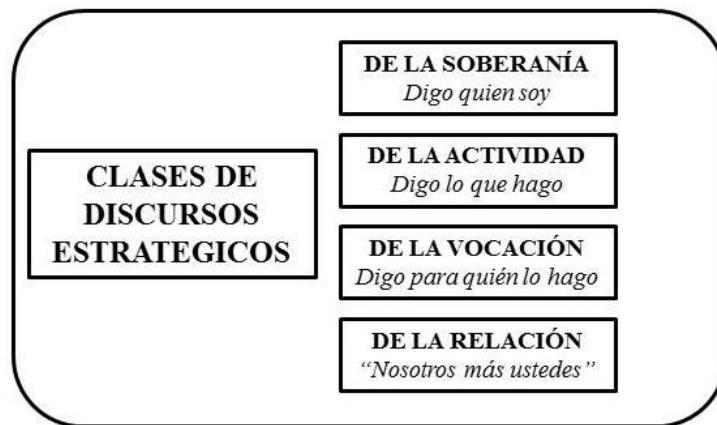 CLASES DE
DISCURSOS
ESTRATEGICOS
DE LA SOBERANÍA
Digo quien soy
DE LA ACTIVIDAD
Digo lo que hago
DE LA VOCACIÓN
Digo para quién lo hago
DE LA RELACIÓN
“Nosotros más ustedes”